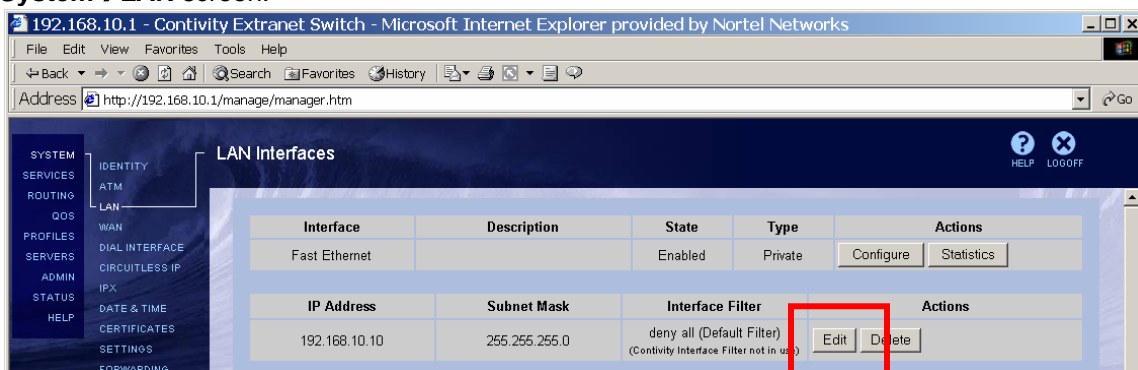 System→LAN screen.
192.168.10.1 - Contivity Extranet Switch - Microsoft Internet Explorer provided by Nortel Networks
File Edit View Favorites Tools Help
Back Search Favorites History
Address http://192.168.10.1/manage/manager.htm Go
LAN Interfaces
HELP LOGOFF
SYSTEM
SERVICES
ROUTING
QOS
PROFILES
SERVERS
ADMIN
STATUS
HELP
IDENTITY
ATM
LAN
WAN
DIAL INTERFACE
CIRCUITLESS IP
IPX
DATE & TIME
CERTIFICATES
SETTINGS
FORWARDING
Interface Description State Type Actions
Fast Ethernet Enabled Private Configure Statistics
IP Address Subnet Mask Interface Filter Actions
192.168.10.10 255.255.255.0 deny all (Default Filter) Edit Delete
(Contivity Interface Filter not in use)